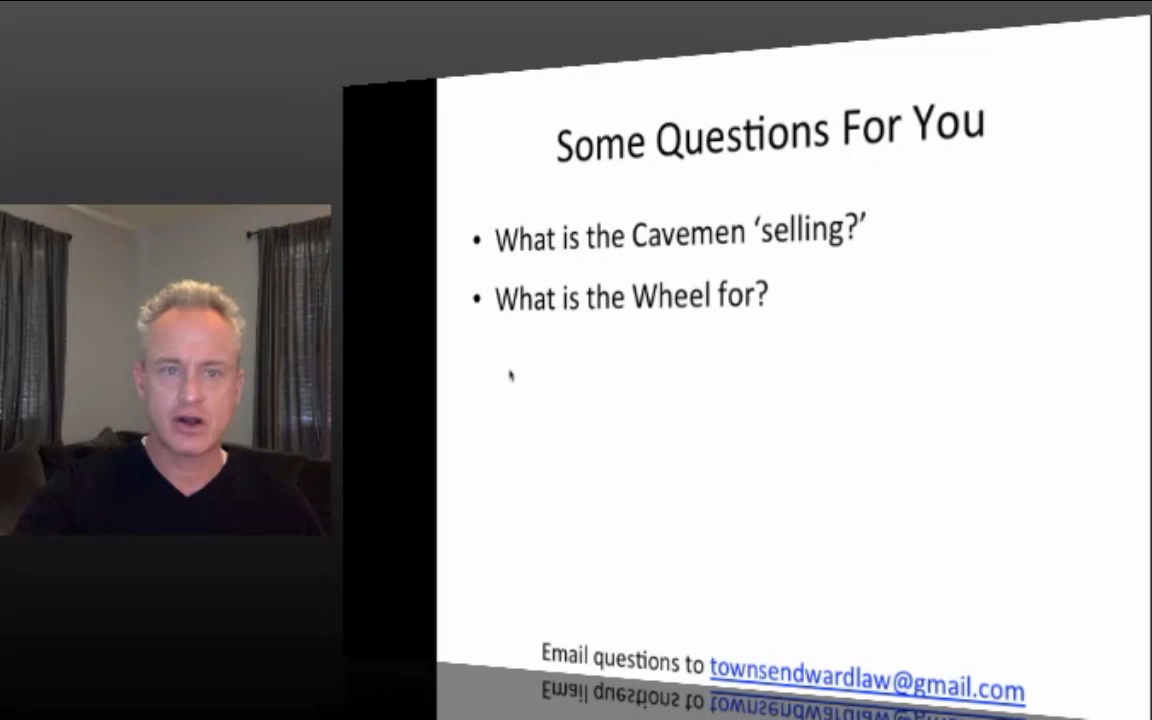 Some Questions For You
• What is the Cavemen ‘selling?’
• What is the Wheel for?
Email questions to townsendwardlaw@gmail.com